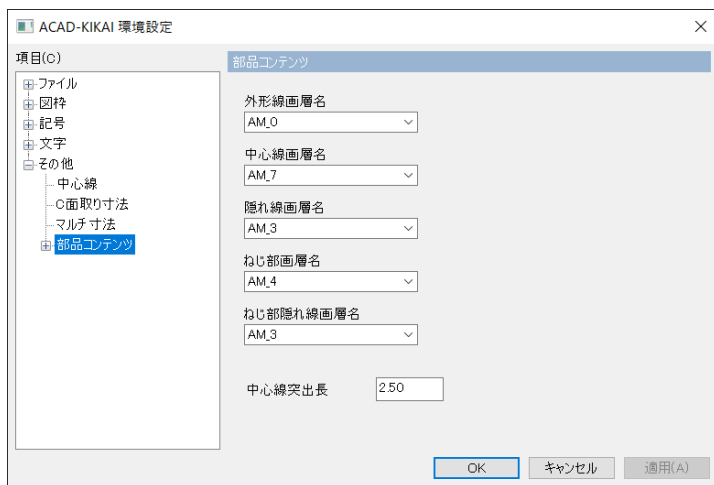 ACAD-KIKAI 環境設定
項目(C)
ファイル
図枠
記号
文字
その他
中心線
C面取り寸法
マルチ寸法
部品コンテンツ
部品コンテンツ
外形線画層名
AM_0
中心線画層名
AM_7
隠れ線画層名
AM_3
ねじ部画層名
AM_4
ねじ部隠れ線画層名
AM_3
中心線突出長 2.50
OK キャンセル 適用(A)